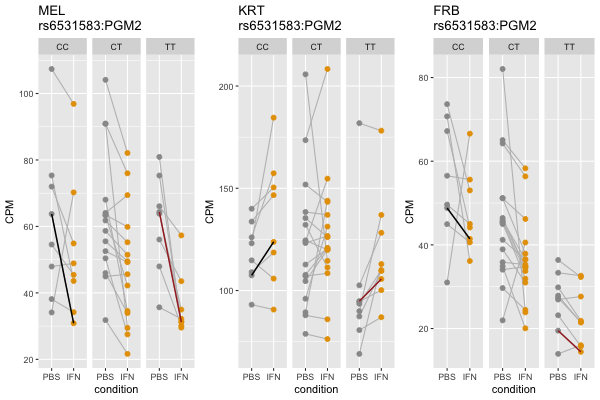 MEL
rs6531583:PGM2
CC CT TT
CPM
100
80
60
40
20
PBS IFN PBS IFN PBS IFN
condition
KRT
rs6531583:PGM2
CC CT TT
CPM
200
150
100
PBS IFN PBS IFN PBS IFN
condition
FRB
rs6531583:PGM2
CC CT TT
CPM
80
60
40
20
PBS IFN PBS IFN PBS IFN
condition